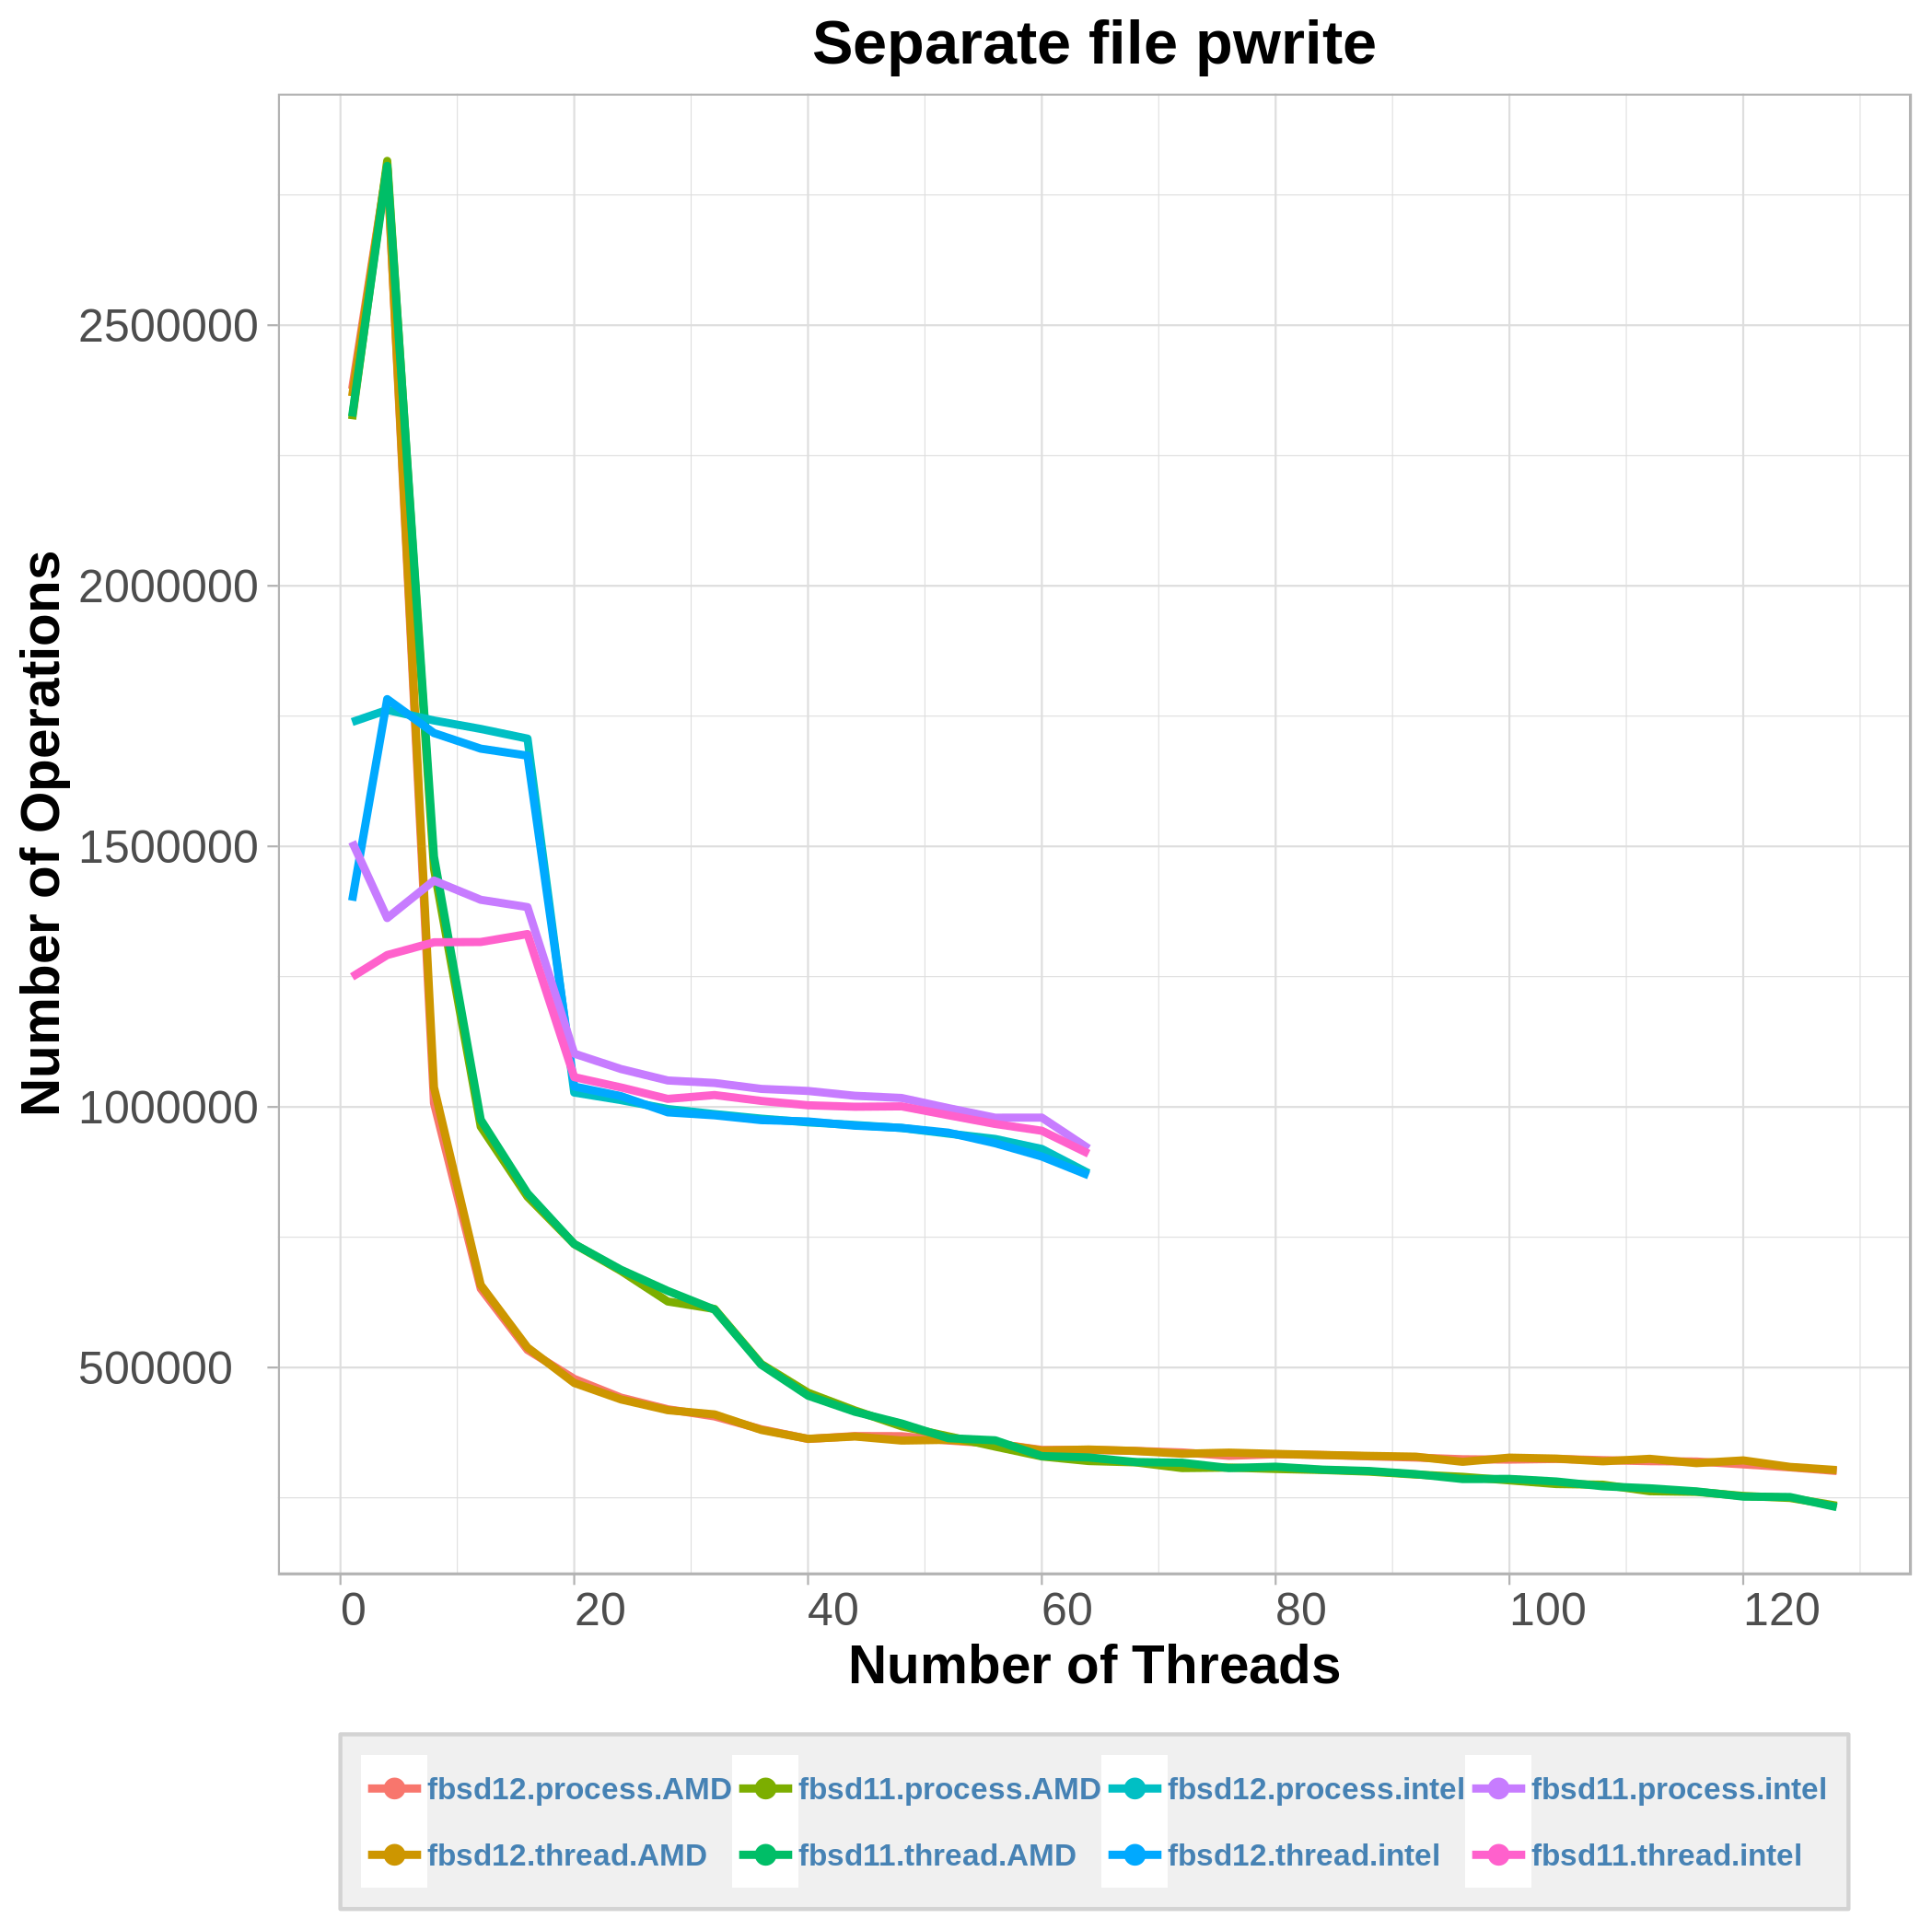 Separate file pwrite
Number of Operations
2500000
2000000
1500000
1000000
500000
0 20 40 60 80 100 120
Number of Threads
fbsd12.process.AMD fbsd11.process.AMD fbsd12.process.intel fbsd11.process.intel
fbsd12.thread.AMD fbsd11.thread.AMD fbsd12.thread.intel fbsd11.thread.intel